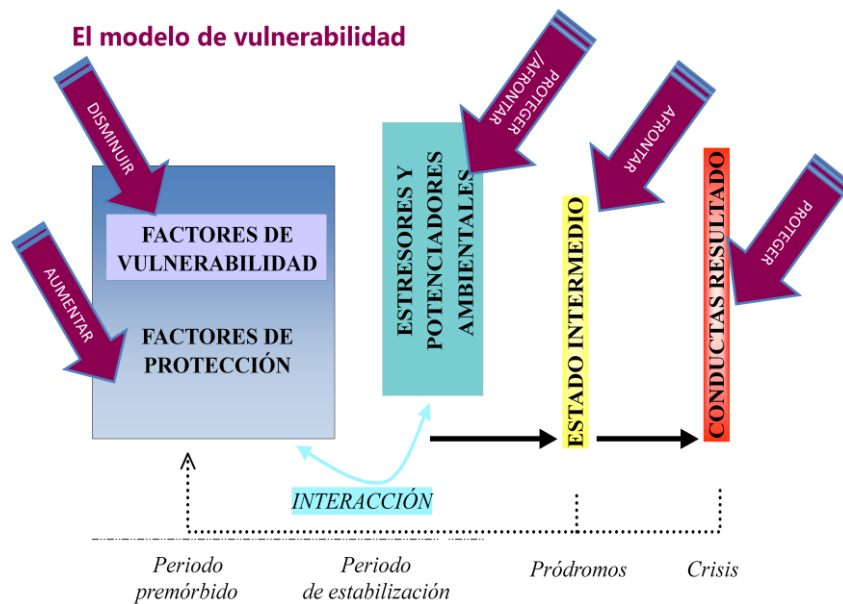 El modelo de vulnerabilidad
DISMINUIR
AUMENTAR
FACTORES DE
VULNERABILIDAD
FACTORES DE
PROTECCIÓN
PROTEGER
/AFRONTAR
ESTRESORES Y
POTENCIADORES
AMBIENTALES
AFRONTAR
ESTADO INTERMEDIO
PROTEGER
CONDUCTAS RESULTADO
INTERACCIÓN
Periodo
premórbido
Periodo
de estabilización
Pródromos
Crisis